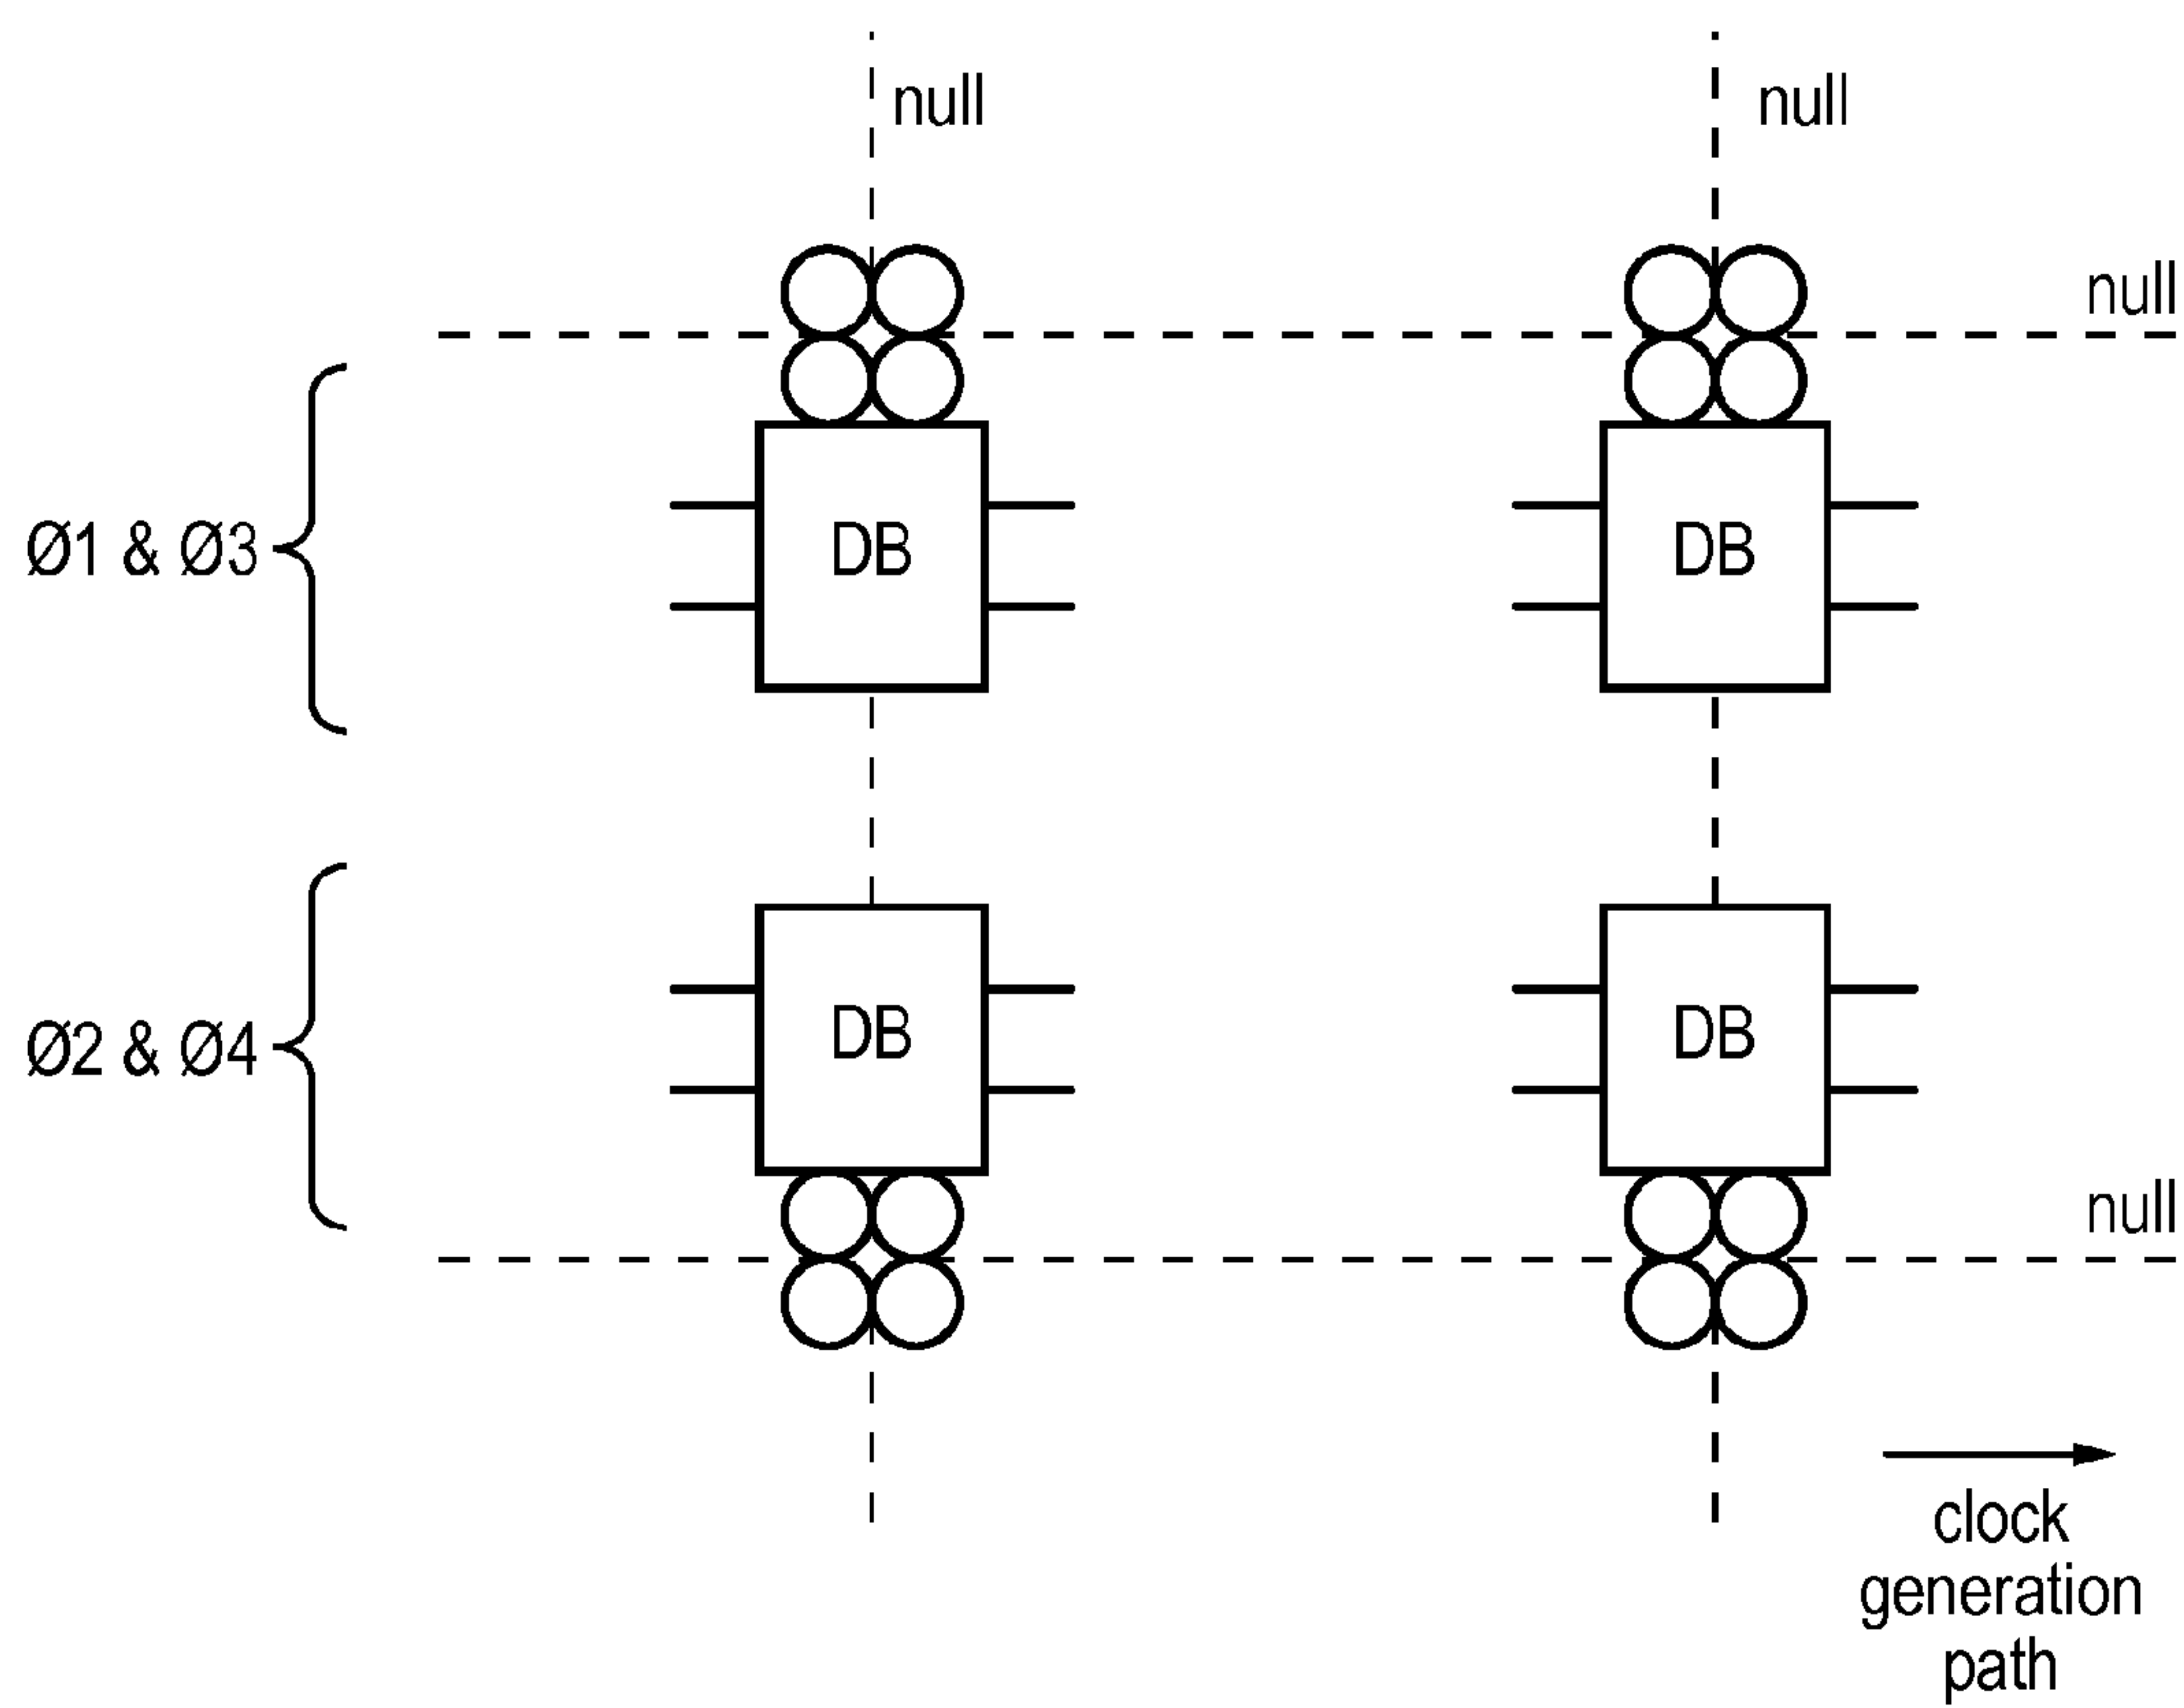 null
null
null
Ø1 & Ø3
DB
DB
Ø2 & Ø4
DB
DB
null
clock
generation
path